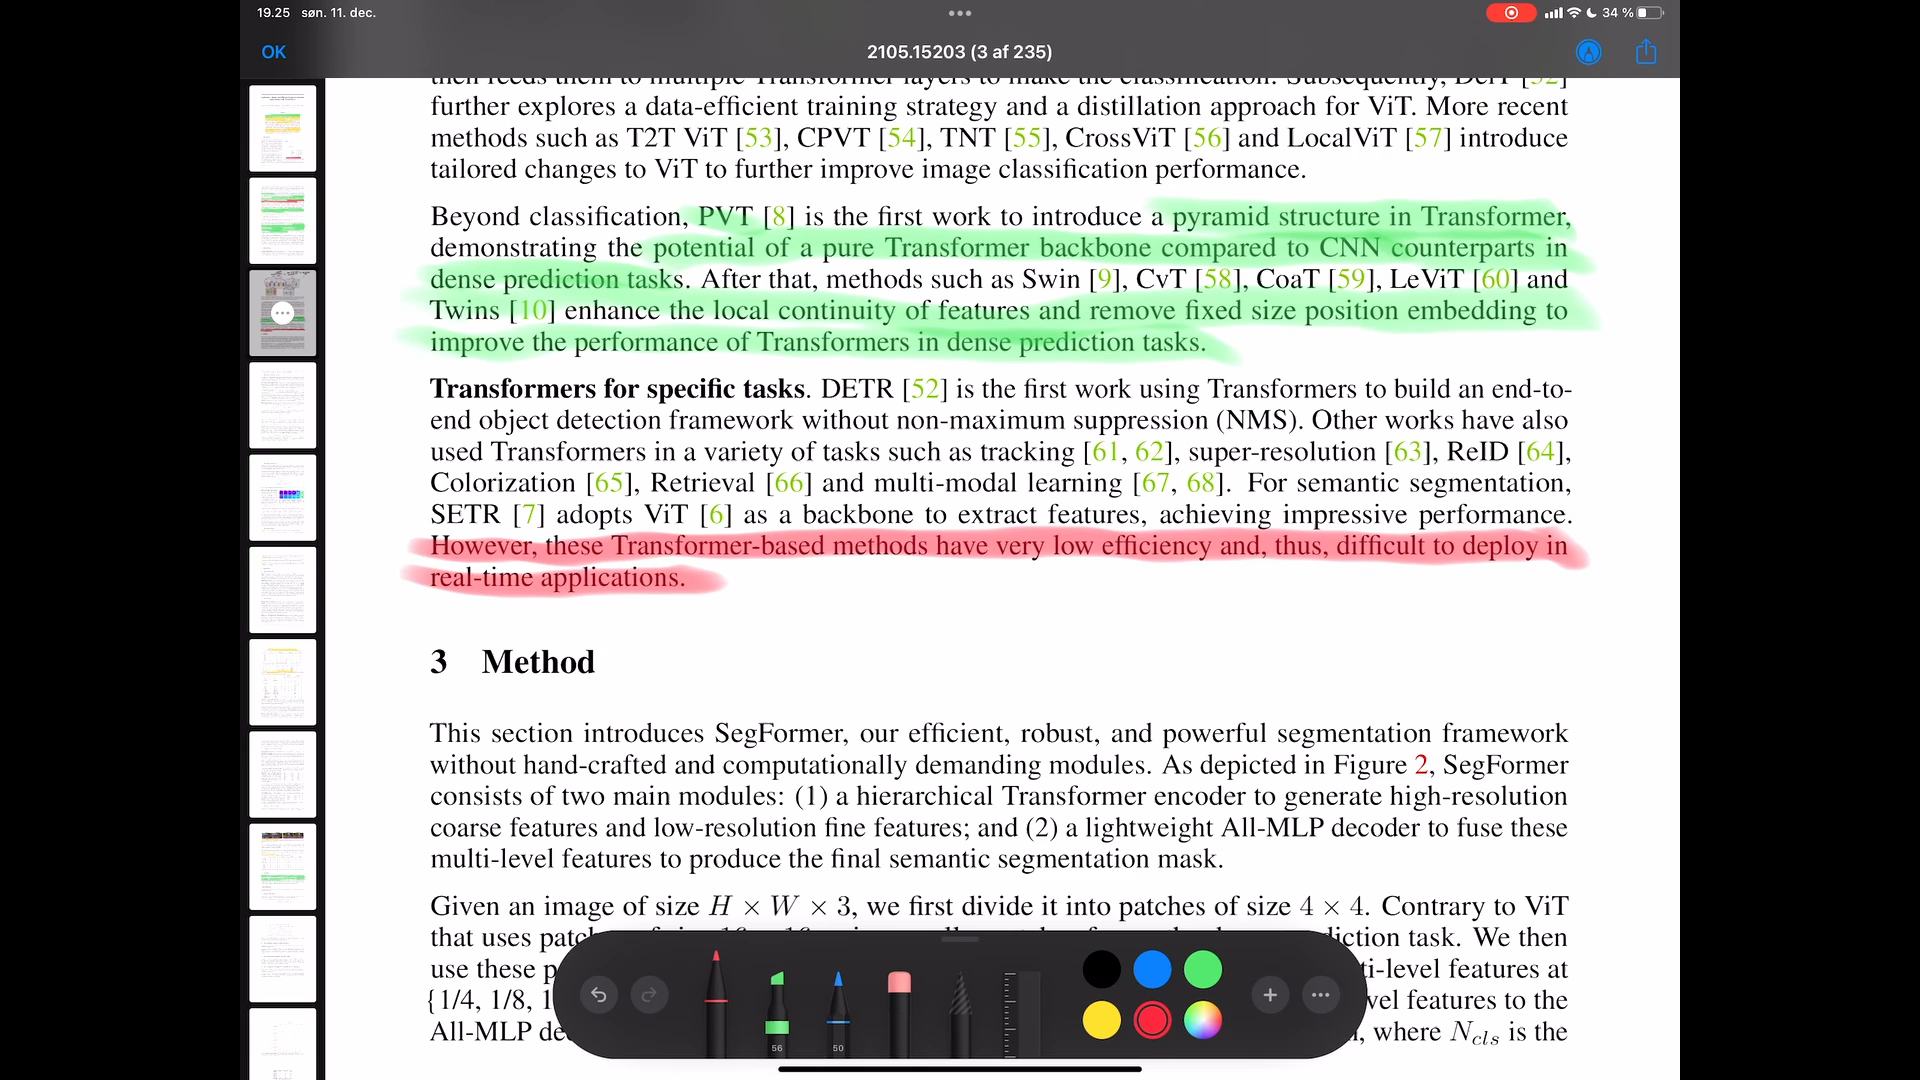 19.25 søn. 11. dec.
34 %
OK
2105.15203 (3 af 235)
then feeds them to multiple Transformer layers to make the classification. Subsequently, DeiT [52]
further explores a data-efficient training strategy and a distillation approach for ViT. More recent
methods such as T2T ViT [53], CPVT [54], TNT [55], CrossViT [56] and LocalViT [57] introduce
tailored changes to ViT to further improve image classification performance.
Beyond classification, PVT [8] is the first work to introduce a pyramid structure in Transformer,
demonstrating the potential of a pure Transformer backbone compared to CNN counterparts in
dense prediction tasks. After that, methods such as Swin [9], CvT [58], CoaT [59], LeViT [60] and
Twins [10] enhance the local continuity of features and remove fixed size position embedding to
improve the performance of Transformers in dense prediction tasks.
Transformers for specific tasks. DETR [52] is the first work using Transformers to build an end-to-
end object detection framework without non-maximum suppression (NMS). Other works have also
used Transformers in a variety of tasks such as tracking [61, 62], super-resolution [63], ReID [64],
Colorization [65], Retrieval [66] and multi-modal learning [67, 68]. For semantic segmentation,
SETR [7] adopts ViT [6] as a backbone to extract features, achieving impressive performance.
However, these Transformer-based methods have very low efficiency and, thus, difficult to deploy in
real-time applications.
3 Method
This section introduces SegFormer, our efficient, robust, and powerful segmentation framework
without hand-crafted and computationally demanding modules. As depicted in Figure 2, SegFormer
consists of two main modules: (1) a hierarchical Transformer encoder to generate high-resolution
coarse features and low-resolution fine features; and (2) a lightweight All-MLP decoder to fuse these
multi-level features to produce the final semantic segmentation mask.
Given an image of size H × W × 3, we first divide it into patches of size 4 × 4. Contrary to ViT
that uses diction task. We then
use these ti-level features at
{1/4, 1/8, vel features to the
All-MLP where N_cls is the
56 50